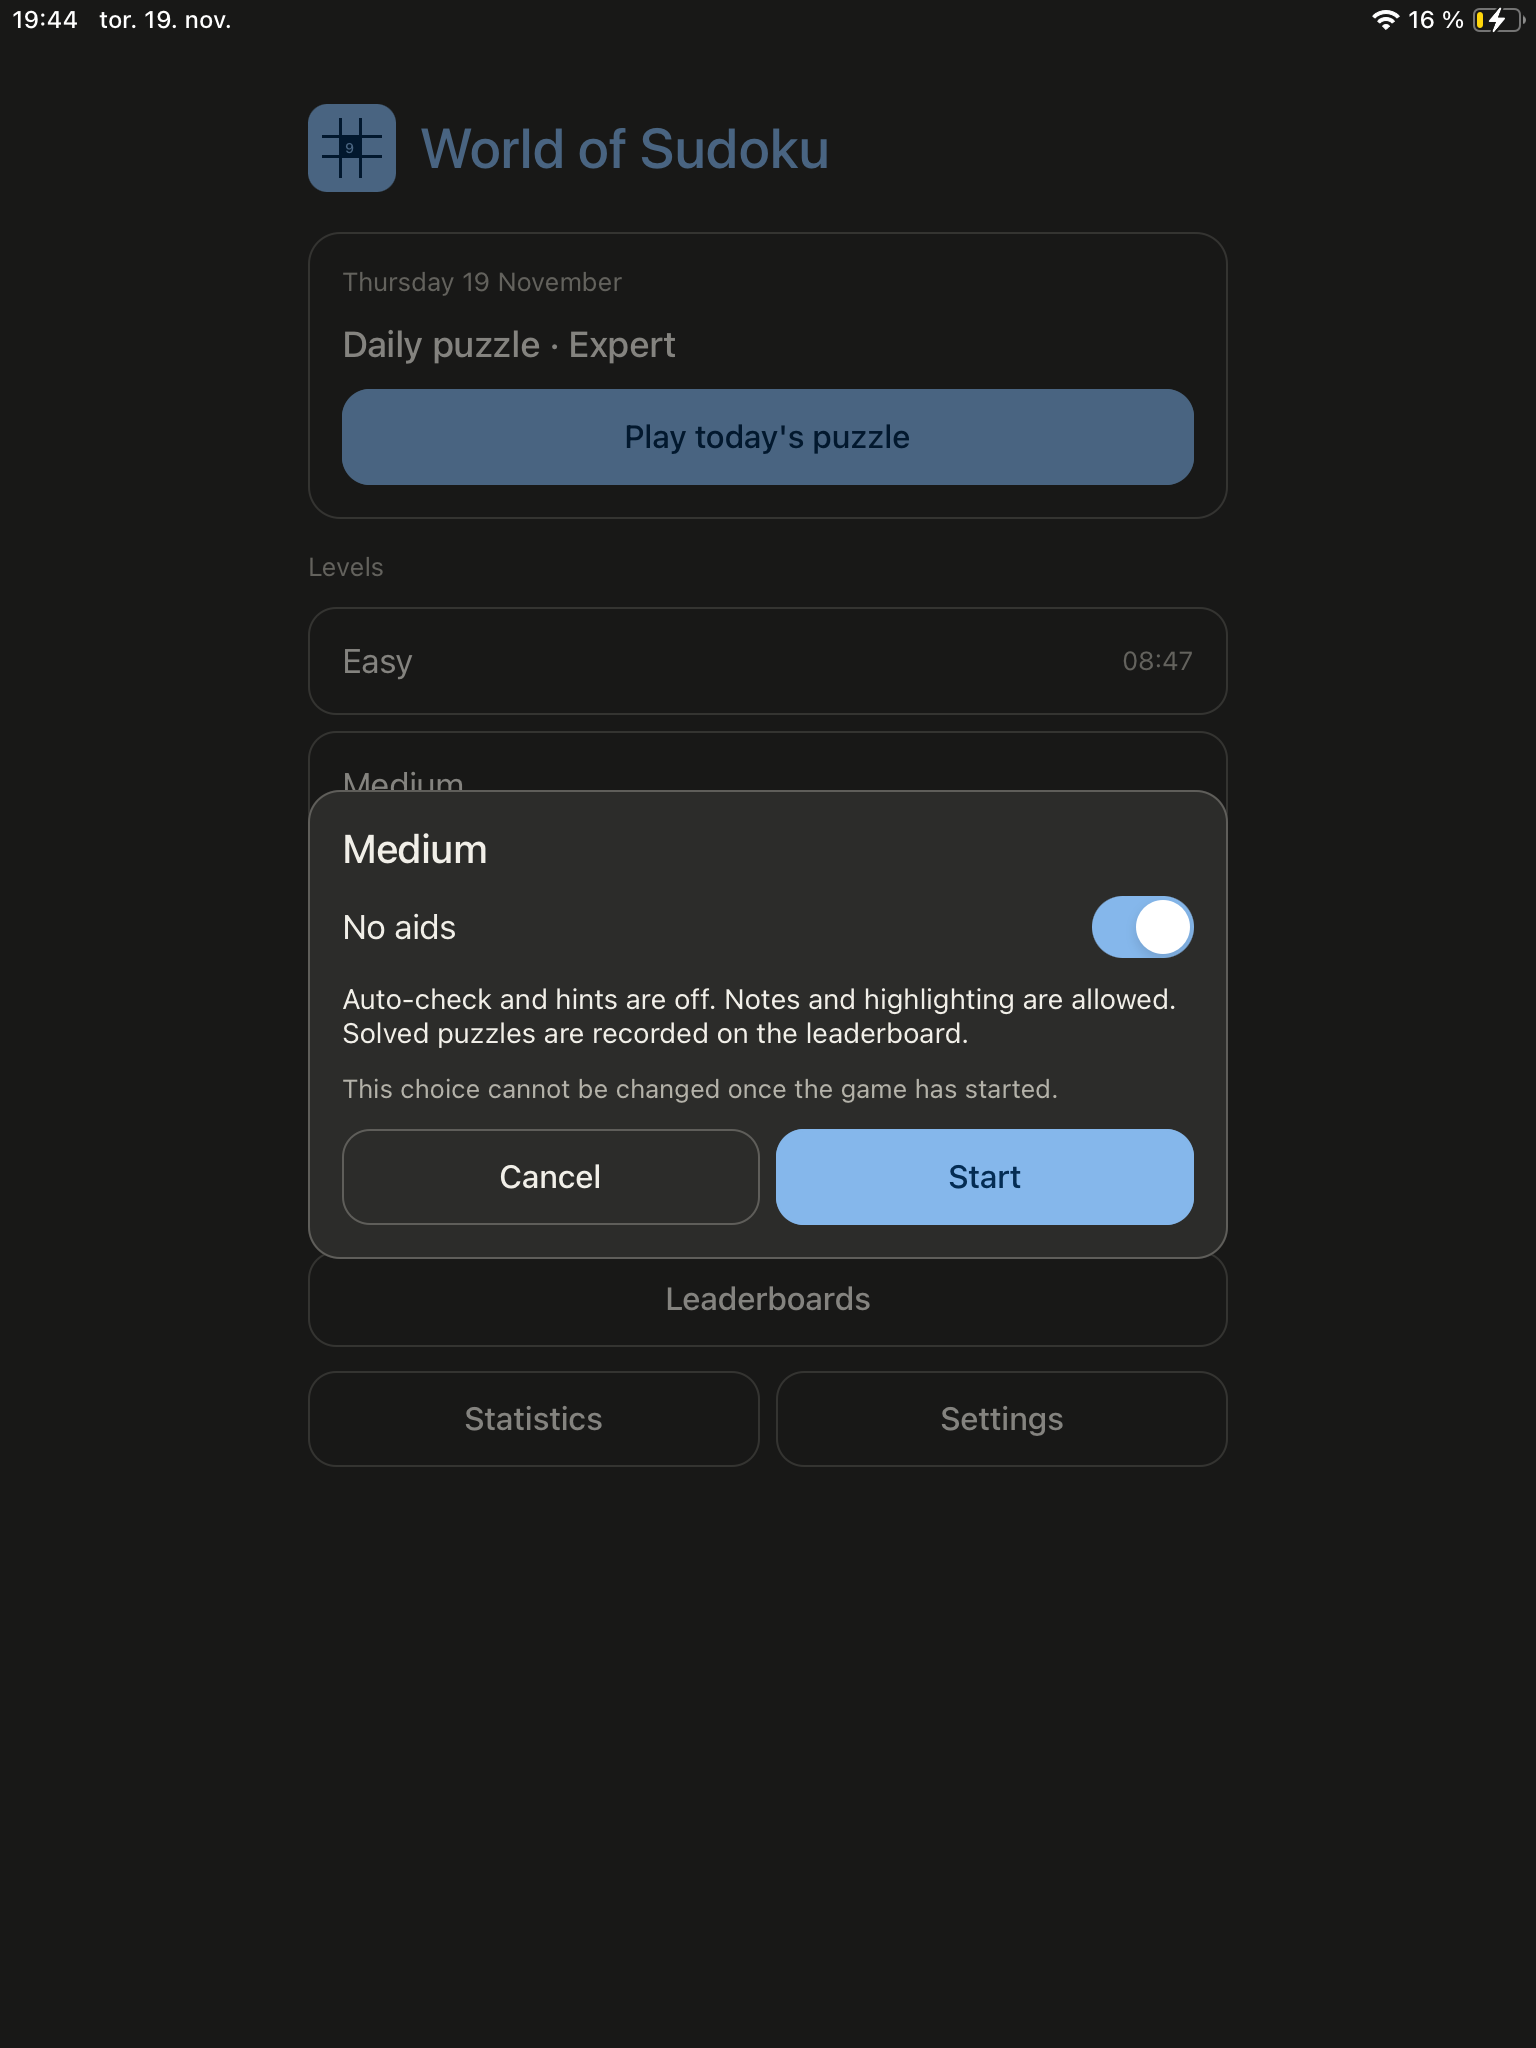 19:44 tor. 19. nov.
16 %
9
World of Sudoku
Thursday 19 November
Daily puzzle · Expert
Play today's puzzle
Levels
Easy
08:47
Medium
Medium
No aids
Auto-check and hints are off. Notes and highlighting are allowed.
Solved puzzles are recorded on the leaderboard.
This choice cannot be changed once the game has started.
Cancel
Start
Leaderboards
Statistics
Settings